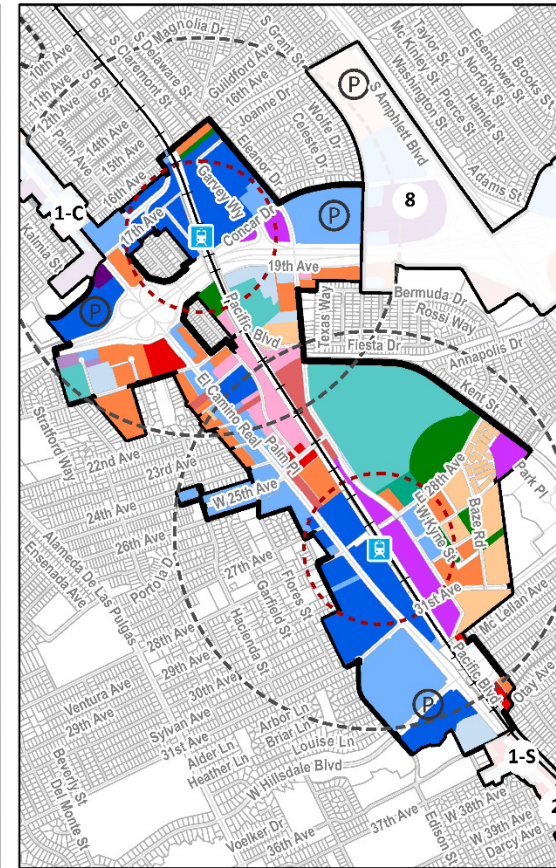 Magnolia Dr
10th Ave
11th Ave
12th Ave
Palm Ave
S B St
S Claremont St
S Delaware St
S Gent St
Guildford Ave
16th Ave
Joanne Dr
Wolfe Dr
Celeste Dr
Eleanor Dr
14th Ave
15th Ave
16th Ave
17th Ave
Taylor St
Mc Kinley St
Washington St
Pierce St
S Norfolk St
Hamlet St
Eisenhower St
Brooks St
Adams St
S Amphlett Blvd
P
8
1-C
Kalmia St
Garvey Wy
Concar Dr
19th Ave
P
P
Pacific Blvd
Texas Way
Bermuda Dr
Rossi Way
Fiesta Dr
Annapolis Dr
Kent St
Park Pl
El Camino Real
Palm Pl
Stratford Way
22nd Ave
23rd Ave
24th Ave
W 25th Ave
26th Ave
27th Ave
Alameda De Las Pulgas
Ensenada Ave
Portola D
28th Ave
29th Ave
30th Ave
31st Ave
Hacienda St
Garfield St
Flores St
E 28th Ave
E Wikyne St
Baze Rd
31st Ave
Mc Lellan Ave
Pacific Blvd
Otay Ave
Ventura Ave
29th Ave
Sylvan Ave
31st Ave
Alder Ln
Heather Ln
Arbor Ln
Briar Ln
Louise Ln
W Hillsdale Blvd
Beverly St
Del Monte St
Voelker Dr
36th Ave
37th Ave
Edison St
W 38th Ave
W 39th Ave
Darcy Ave
P
1-S
2